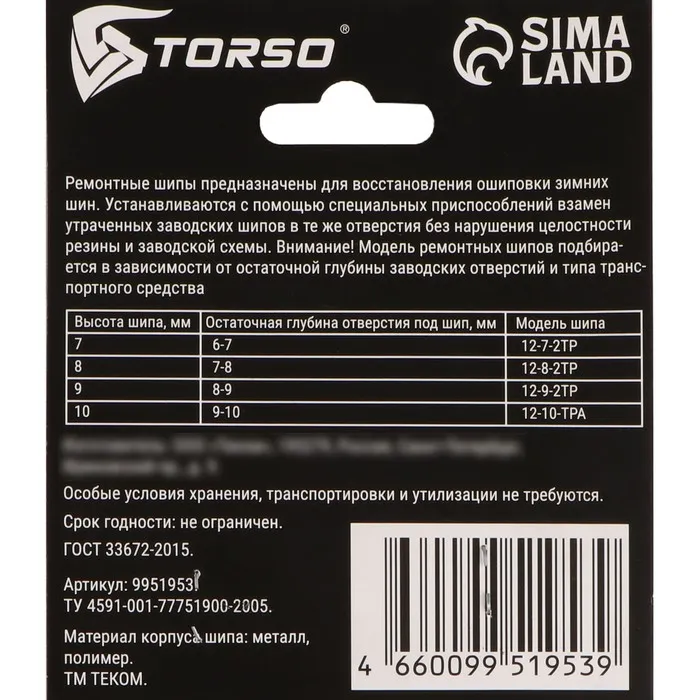 TORSO®
SIMA
LAND
Ремонтные шипы предназначены для восстановления ошиповки зимних
шин. Устанавливаются с помощью специальных приспособлений взамен
утраченных заводских шипов в те же отверстия без нарушения целостности
резины и заводской схемы. Внимание! Модель ремонтных шипов подбира-
ется в зависимости от остаточной глубины заводских отверстий и типа транс-
портного средства
Высота шипа, мм Остаточная глубина отверстия под шип, мм Модель шипа
7 6-7 12-7-2ТР
8 7-8 12-8-2ТР
9 8-9 12-9-2ТР
10 9-10 12-10-ТРА
Особые условия хранения, транспортировки и утилизации не требуются.
Срок годности: не ограничен.
ГОСТ 33672-2015.
Артикул: 9951953
ТУ 4591-001-77751900-2005.
Материал корпуса шипа: металл,
полимер.
ТМ ТЕКОМ.
4 660099 519539